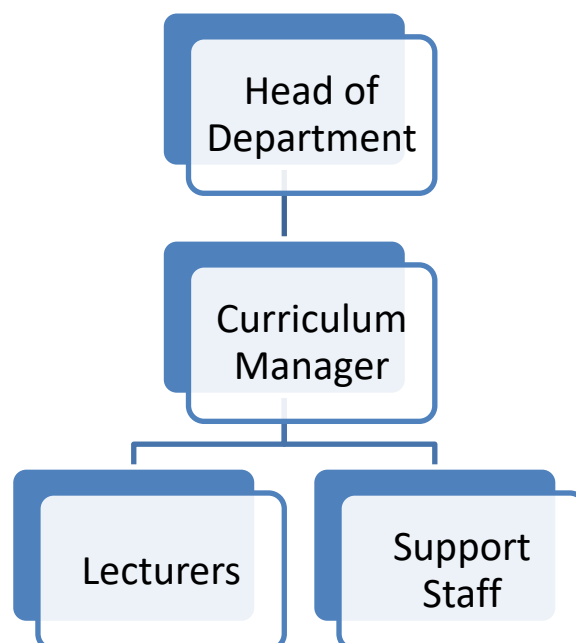 Head of
Department
Curriculum
Manager
Lecturers
Support
Staff